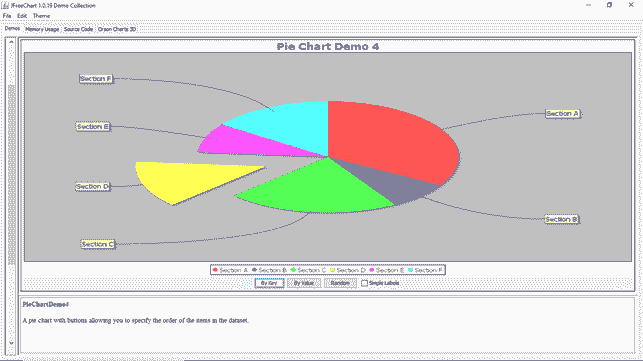 JFreeChart 1.0.19 Demo Collection
File Edit Theme
Demos Memory Usage Source Code Orson Charts 3D
Pie Chart Demo 4
Section F
Section A
Section E
Section D
Section B
Section C
Section A Section B Section C Section D Section E Section F
By Key By Value Random Simple Labels
PieChartDemo4
A pie chart with buttons allowing you to specify the order of the items in the dataset.